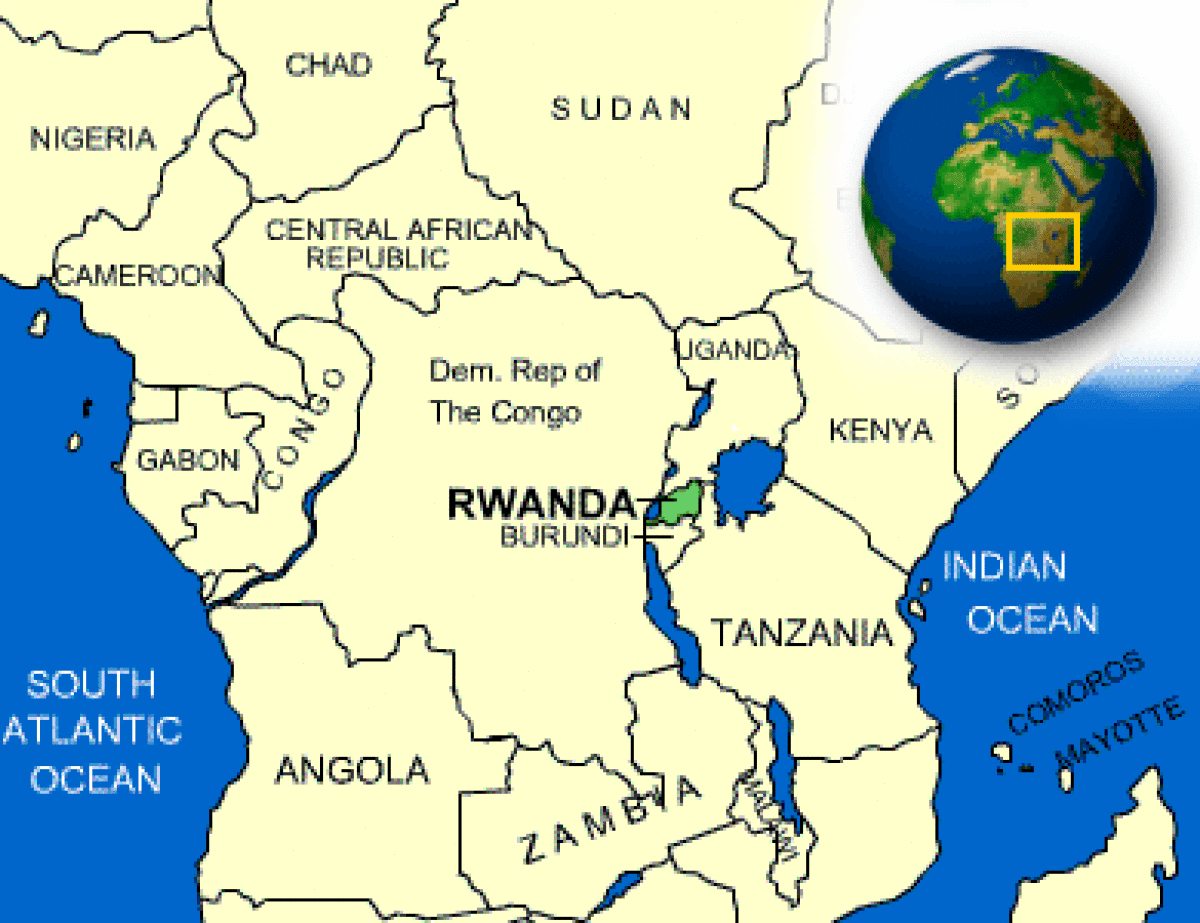 CHAD
SUDAN
NIGERIA
CENTRAL AFRICAN
REPUBLIC
CAMEROON
UGANDA
Dem. Rep of
The Congo
CONGO
KENYA
GABON
RWANDA
BURUNDI
INDIAN
OCEAN
TANZANIA
SOUTH
ATLANTIC
OCEAN
COMOROS
MAYOTTE
ANGOLA
ZAMBIA
MALAWI
SO